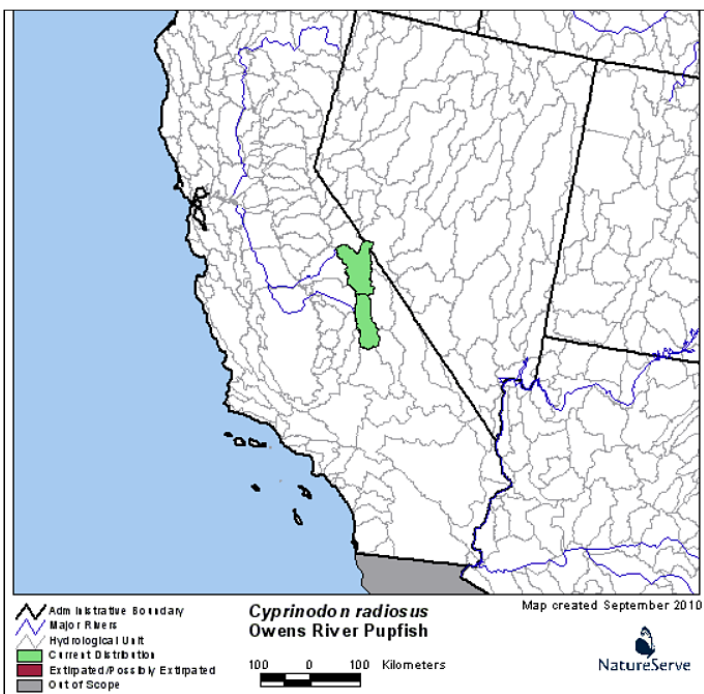 Administrative Boundary
Major Rivers
Hydrological Unit
Current Distribution
Extirpated/Possibly Extirpated
Out of Scope
Cyprinodon radiosus
Owens River Pupfish
100 0 100 Kilometers
Map created September 2010
NatureServe